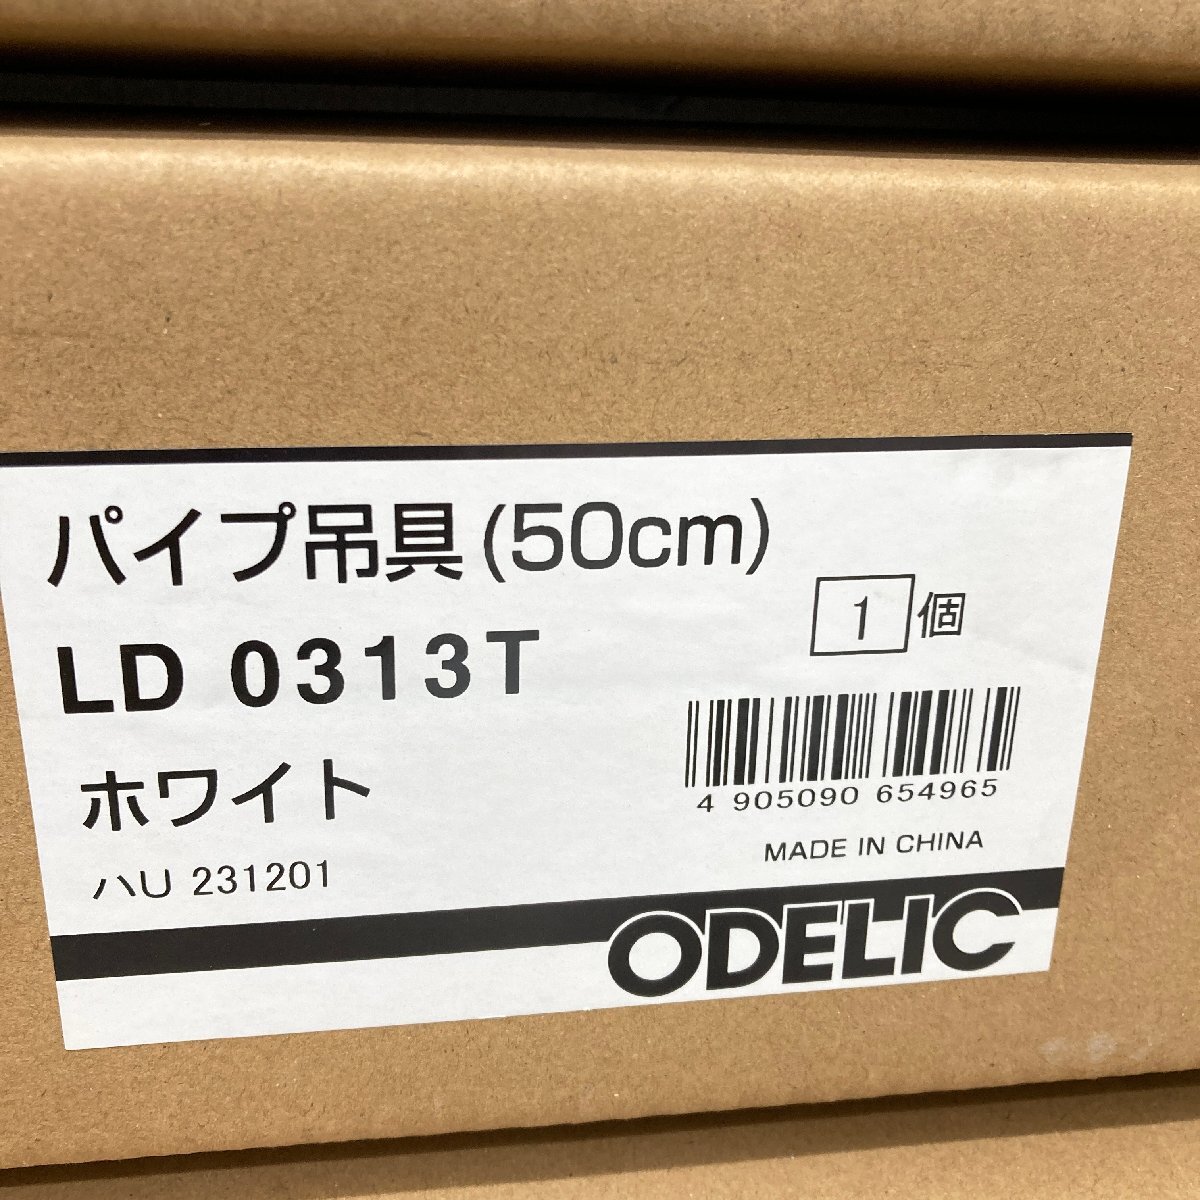 パイプ吊具(50cm)
1個
LD 0313T
ホワイト
4 905090 654965
MADE IN CHINA
ハU 231201
ODELIC